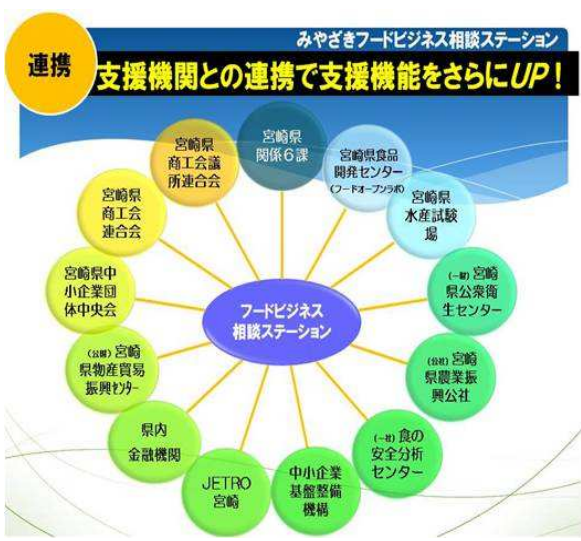 みやざきフードビジネス相談ステーション
連携
支援機関との連携で支援機能をさらにUP！
宮崎県
関係6課
宮崎県食品
開発センター
(フードオープンラボ)
宮崎県
水産試験
場
(一財)宮崎
県公衆衛
生センター
(公社)宮崎
県農業振
興公社
(一社)食の
安全分析
センター
中小企業
基盤整備
機構
JETRO
宮崎
県内
金融機関
(公財)宮崎
県物産貿易
振興センター
宮崎県中
小企業団
体中央会
宮崎県
商工会
連合会
宮崎県
商工会議
所連合会
フードビジネス
相談ステーション